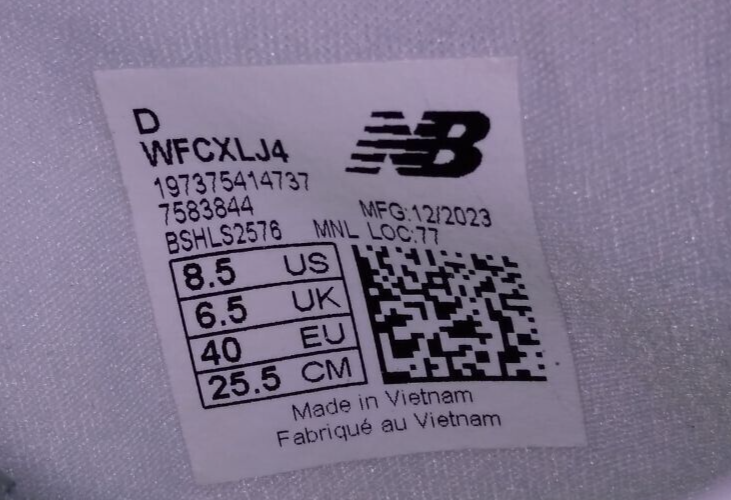 D
WFCXLJ4
NB
197375414737
7583844
MFG:12/2023
BSHLS2576 MNL LOC:77
8.5 US
6.5 UK
40 EU
25.5 CM
Made in Vietnam
Fabriqué au Vietnam